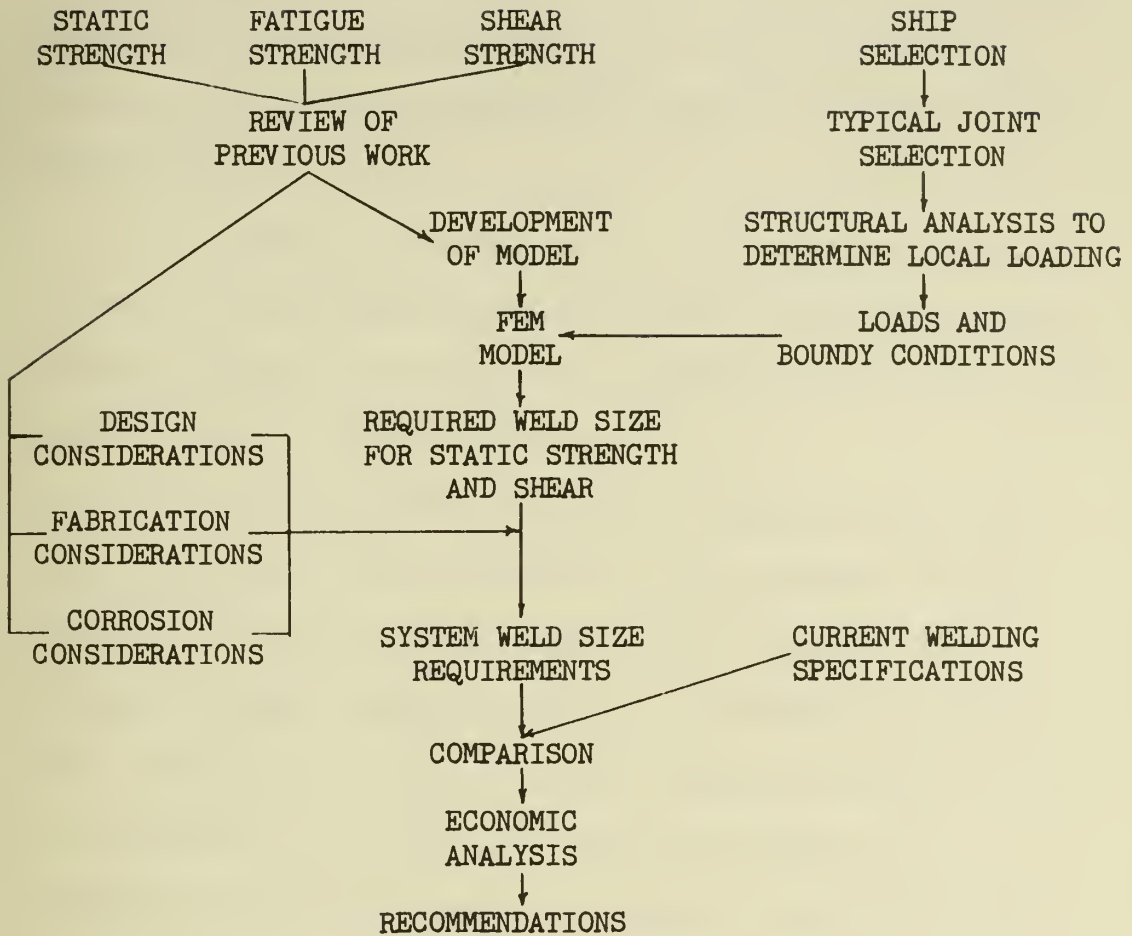 STATIC
STRENGTH
FATIGUE
STRENGTH
SHEAR
STRENGTH
SHIP
SELECTION
REVIEW OF
PREVIOUS WORK
TYPICAL JOINT
SELECTION
DEVELOPMENT
OF MODEL
STRUCTURAL ANALYSIS TO
DETERMINE LOCAL LOADING
FEM
MODEL
LOADS AND
BOUNDY CONDITIONS
DESIGN
CONSIDERATIONS
REQUIRED WELD SIZE
FOR STATIC STRENGTH
AND SHEAR
FABRICATION
CONSIDERATIONS
CORROSION
CONSIDERATIONS
SYSTEM WELD SIZE
REQUIREMENTS
CURRENT WELDING
SPECIFICATIONS
COMPARISON
ECONOMIC
ANALYSIS
RECOMMENDATIONS